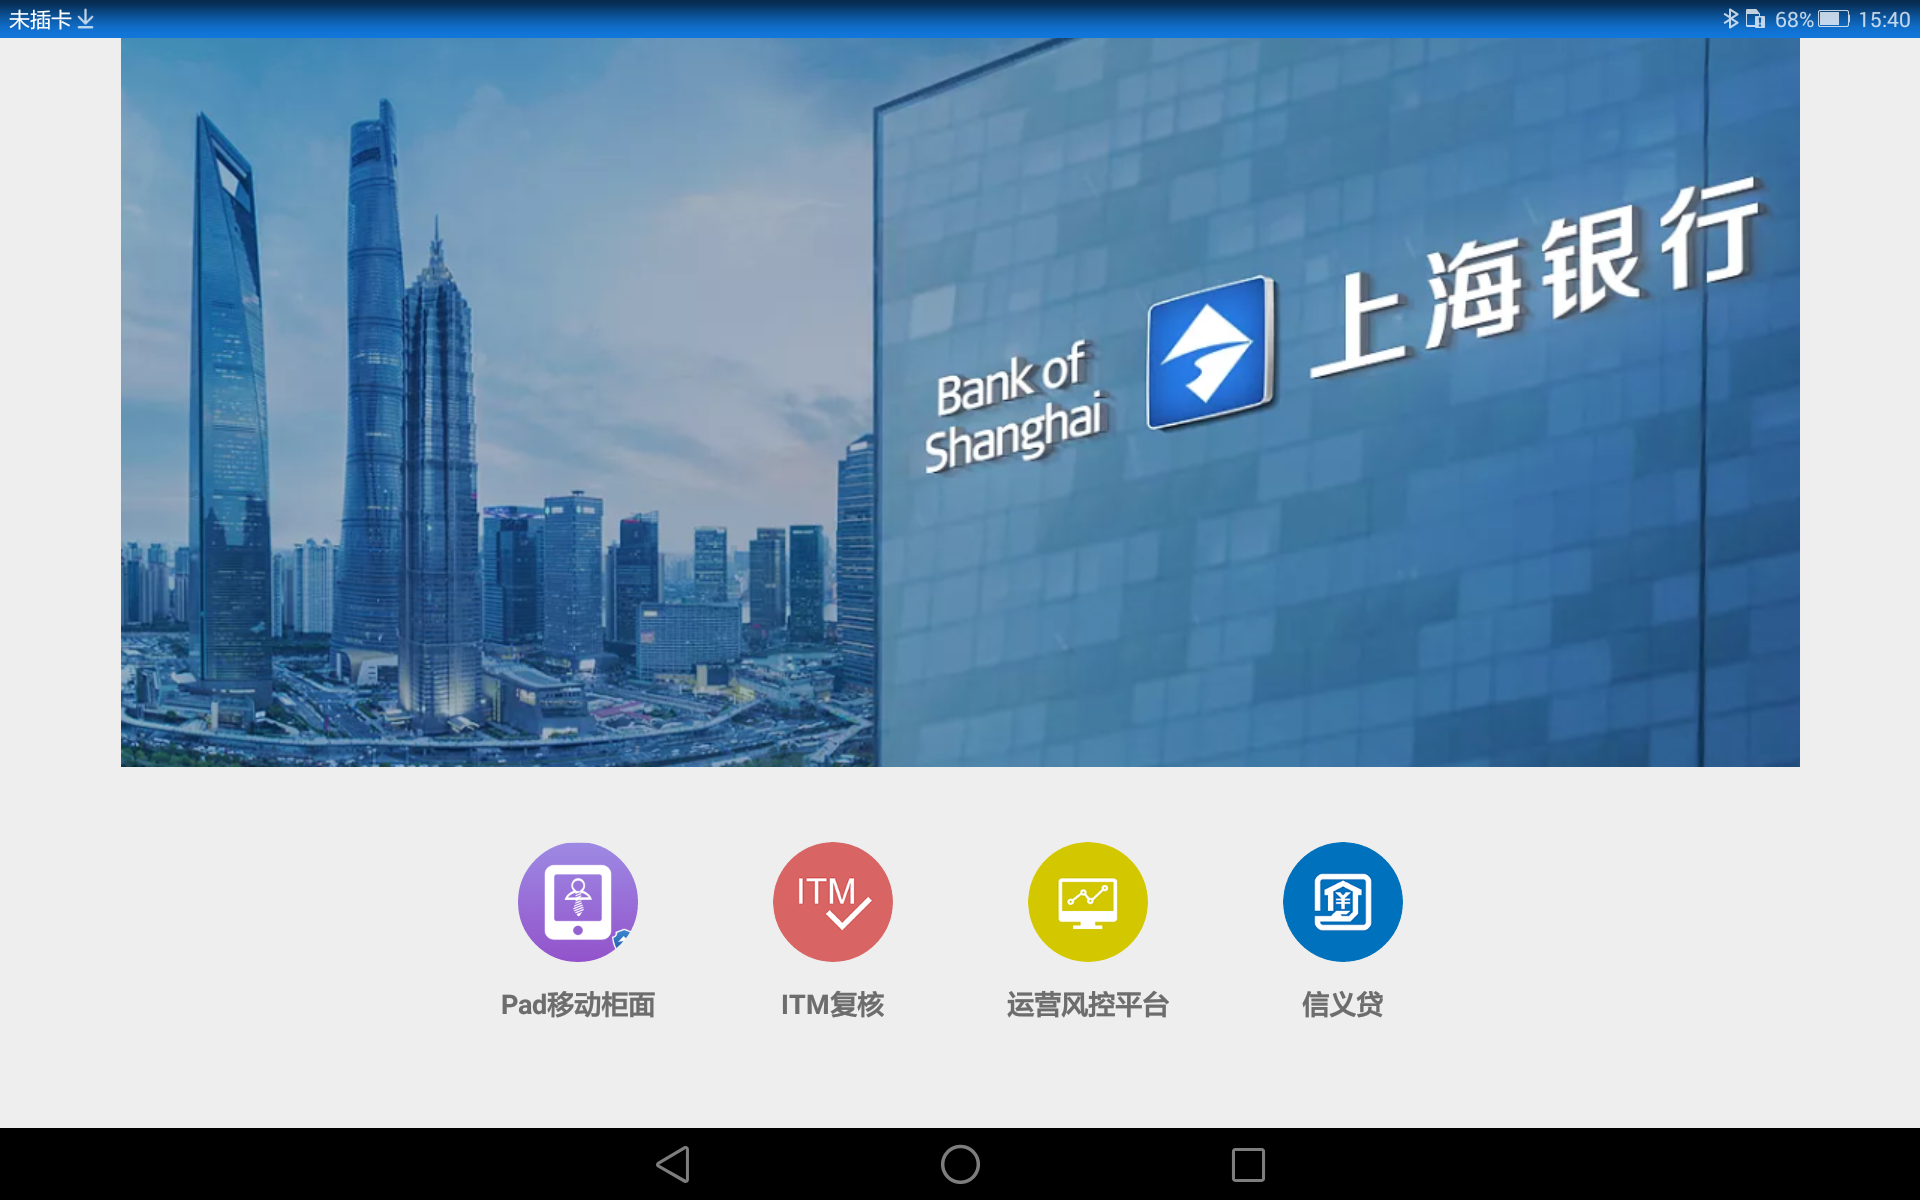 未插卡
68%
15:40
Bank of
Shanghai
上海银行
ITM
Pad移动柜面
ITM复核
运营风控平台
信义贷